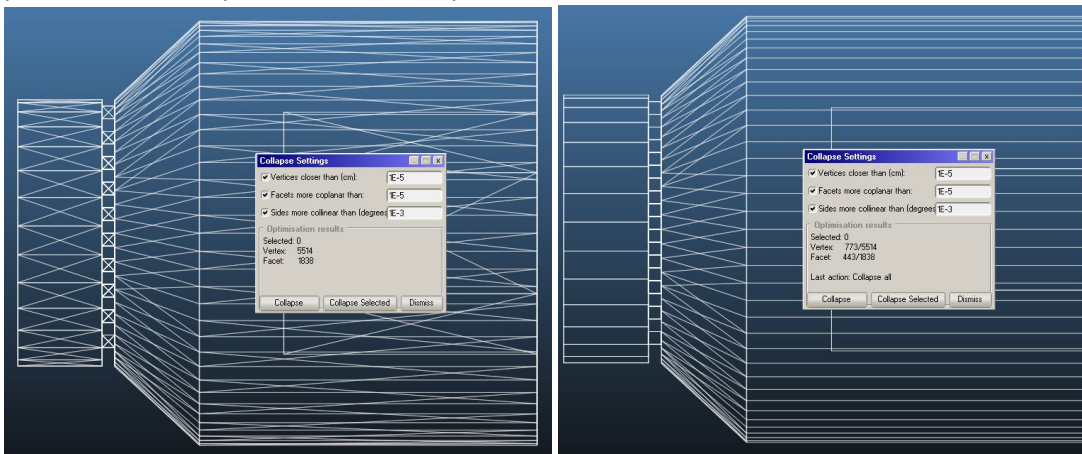 Collapse Settings
Vertices closer than (cm): 1E-5
Facets more coplanar than: 1E-5
Sides more collinear than (degrees 1E-3
Optimisation results
Selected: 0
Vertex: 5514
Facet: 1838
Collapse Collapse Selected Dismiss
Collapse Settings
Vertices closer than (cm): 1E-5
Facets more coplanar than: 1E-5
Sides more collinear than (degrees 1E-3
Optimisation results
Selected: 0
Vertex: 773/5514
Facet: 443/1838
Last action: Collapse all
Collapse Collapse Selected Dismiss